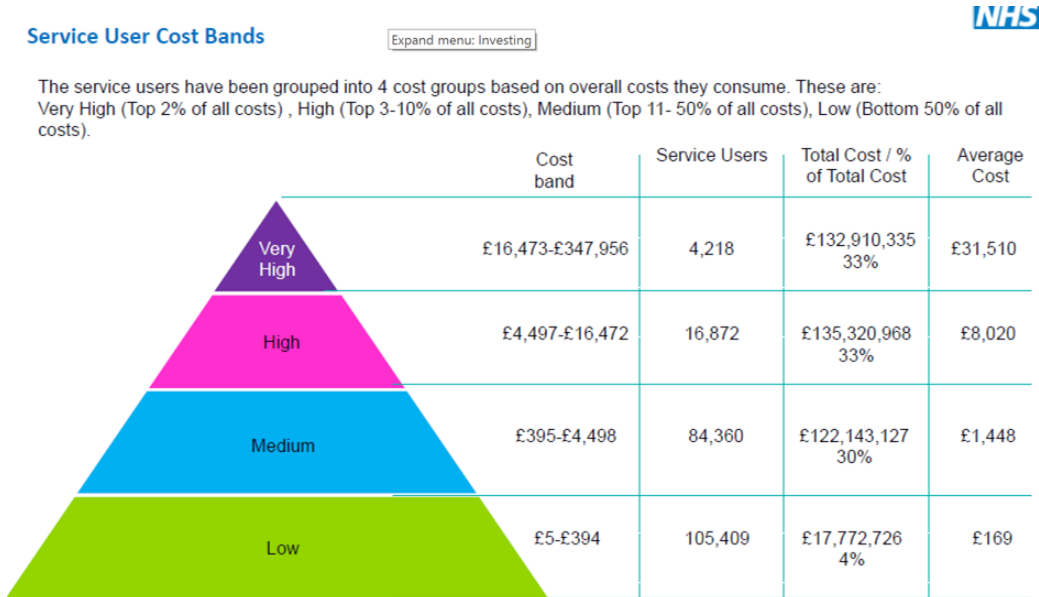 NHS
Service User Cost Bands
Expand menu: Investing
The service users have been grouped into 4 cost groups based on overall costs they consume. These are:
Very High (Top 2% of all costs) , High (Top 3-10% of all costs), Medium (Top 11- 50% of all costs), Low (Bottom 50% of all
costs).
Cost band
Service Users
Total Cost / % of Total Cost
Average Cost
Very High
£16,473-£347,956
4,218
£132,910,335
33%
£31,510
High
£4,497-£16,472
16,872
£135,320,968
33%
£8,020
Medium
£395-£4,498
84,360
£122,143,127
30%
£1,448
Low
£5-£394
105,409
£17,772,726
4%
£169